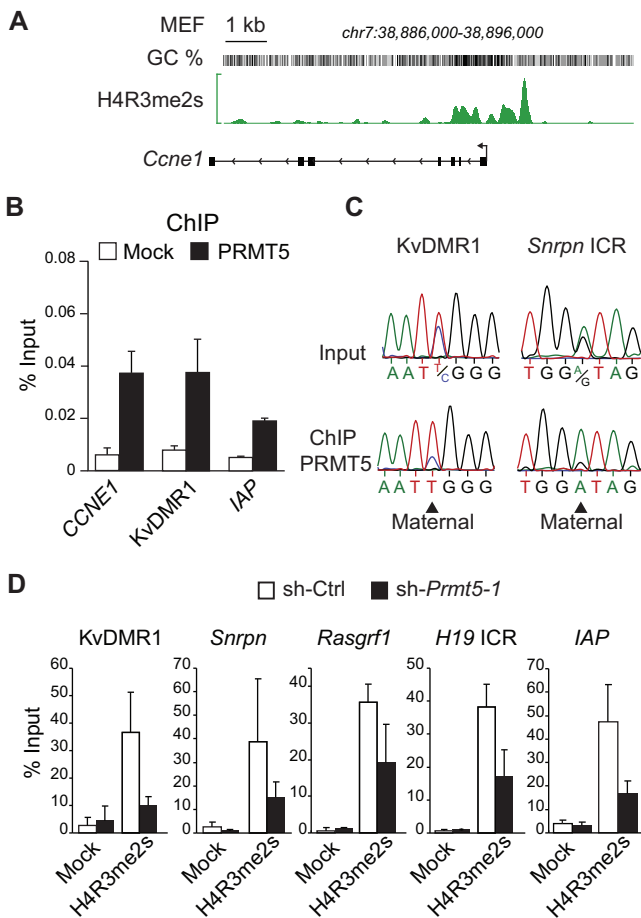 A
MEF
1 kb
chr7:38,886,000-38,896,000
GC %
H4R3me2s
Ccne1
B
ChIP
Mock
PRMT5
% Input
0.08
0.06
0.04
0.02
0
CCNE1
KvDMR1
IAP
C
KvDMR1
Snrpn ICR
Input
A A T T/C G G G
T G G A/G T A G
ChIP
PRMT5
A A T T G G G
T G G A T A G
Maternal
Maternal
D
sh-Ctrl
sh-Prmt5-1
KvDMR1
Snrpn
Rasgrf1
H19 ICR
IAP
% Input
60
50
40
30
20
10
0
70
60
50
40
30
20
10
0
40
20
0
50
40
30
20
10
0
70
60
50
40
30
20
10
0
Mock
H4R3me2s
Mock
H4R3me2s
Mock
H4R3me2s
Mock
H4R3me2s
Mock
H4R3me2s